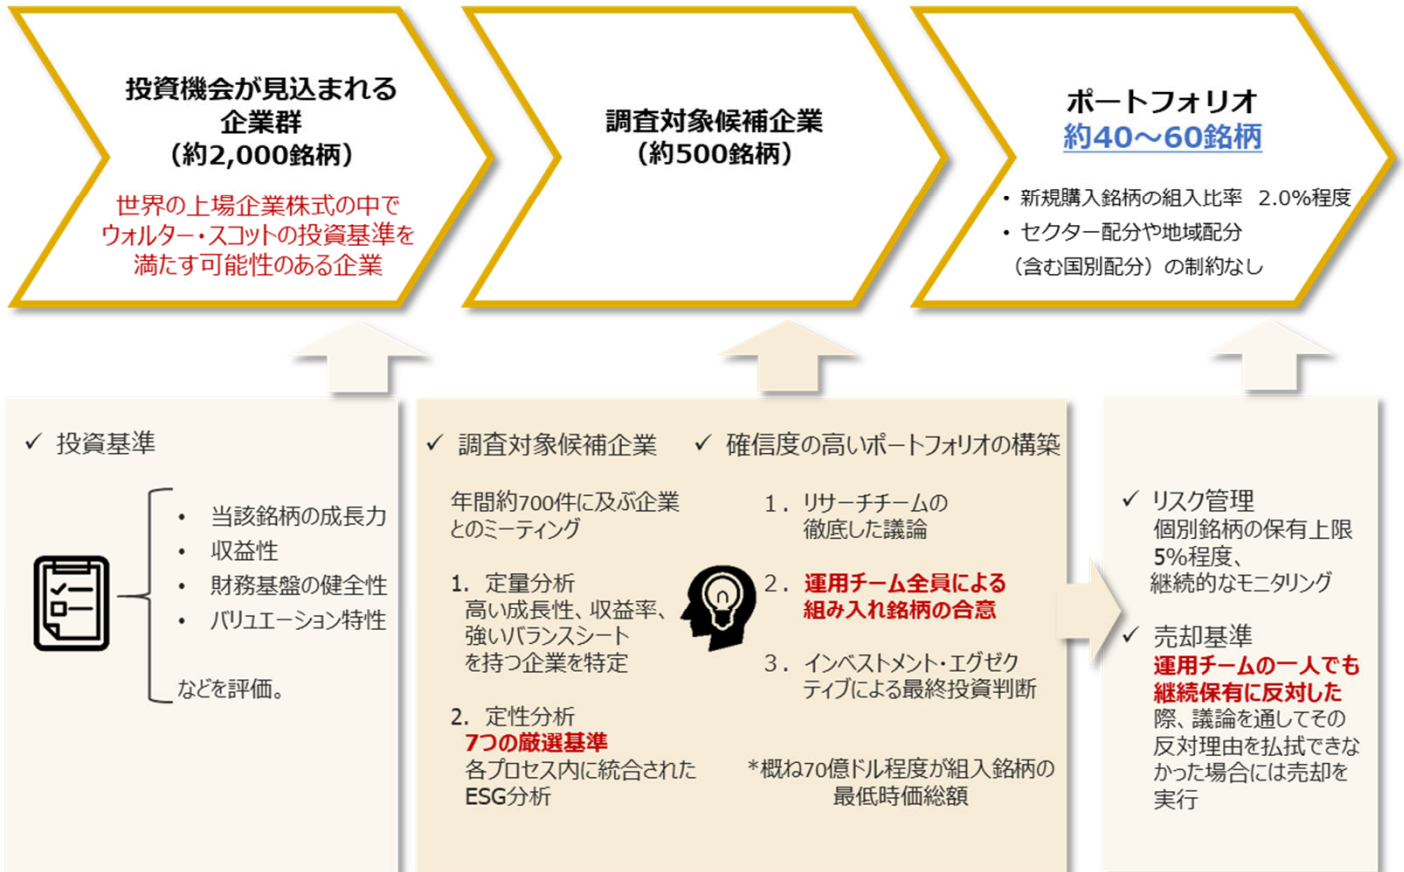 投資機会が見込まれる
企業群
（約2,000銘柄）
世界の上場企業株式の中で
ウォルター・スコットの投資基準を
満たす可能性のある企業
調査対象候補企業
（約500銘柄）
ポートフォリオ
約40～60銘柄
• 新規購入銘柄の組入比率 2.0%程度
• セクター配分や地域配分
（含む国別配分）の制約なし
✓ 投資基準
• 当該銘柄の成長力
• 収益性
• 財務基盤の健全性
• バリュエーション特性
などを評価。
✓ 調査対象候補企業
年間約700件に及ぶ企業
とのミーティング
1. 定量分析
高い成長性、収益率、
強いバランスシート
を持つ企業を特定
2. 定性分析
7つの厳選基準
各プロセス内に統合された
ESG分析
✓ 確信度の高いポートフォリオの構築
１．リサーチチームの
徹底した議論
２．運用チーム全員による
組み入れ銘柄の合意
３．インベストメント・エグゼク
ティブによる最終投資判断
*概ね70億ドル程度が組入銘柄の
最低時価総額
✓ リスク管理
個別銘柄の保有上限
5%程度、
継続的なモニタリング
✓ 売却基準
運用チームの一人でも
継続保有に反対した
際、議論を通してその
反対理由を払拭できな
かった場合には売却を
実行